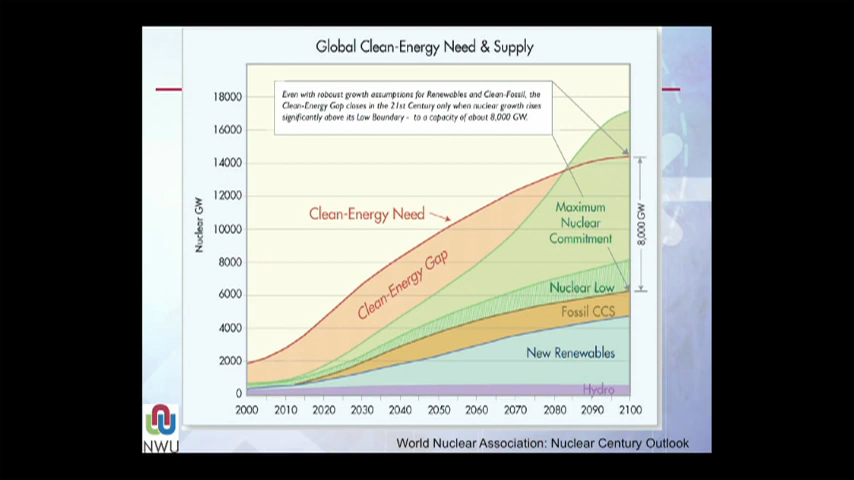 Global Clean-Energy Need & Supply
Even with roboust growth assumptions for Renewables and Clean-Fossil, the
Clean-Energy Gap closes in the 21st Century only when nuclear growth rises
significantly above its Low Boundary - to a capacity of about 8,000 GW.
18000
16000
14000
12000
10000
8000
6000
4000
2000
0
Nuclear GW
Clean-Energy Need
Clean-Energy Gap
Maximum
Nuclear
Commitment
8,000 GW
Nuclear Low
Fossil CCS
New Renewables
Hydro
2000 2010 2020 2030 2040 2050 2060 2070 2080 2090 2100
NWU
World Nuclear Association: Nuclear Century Outlook